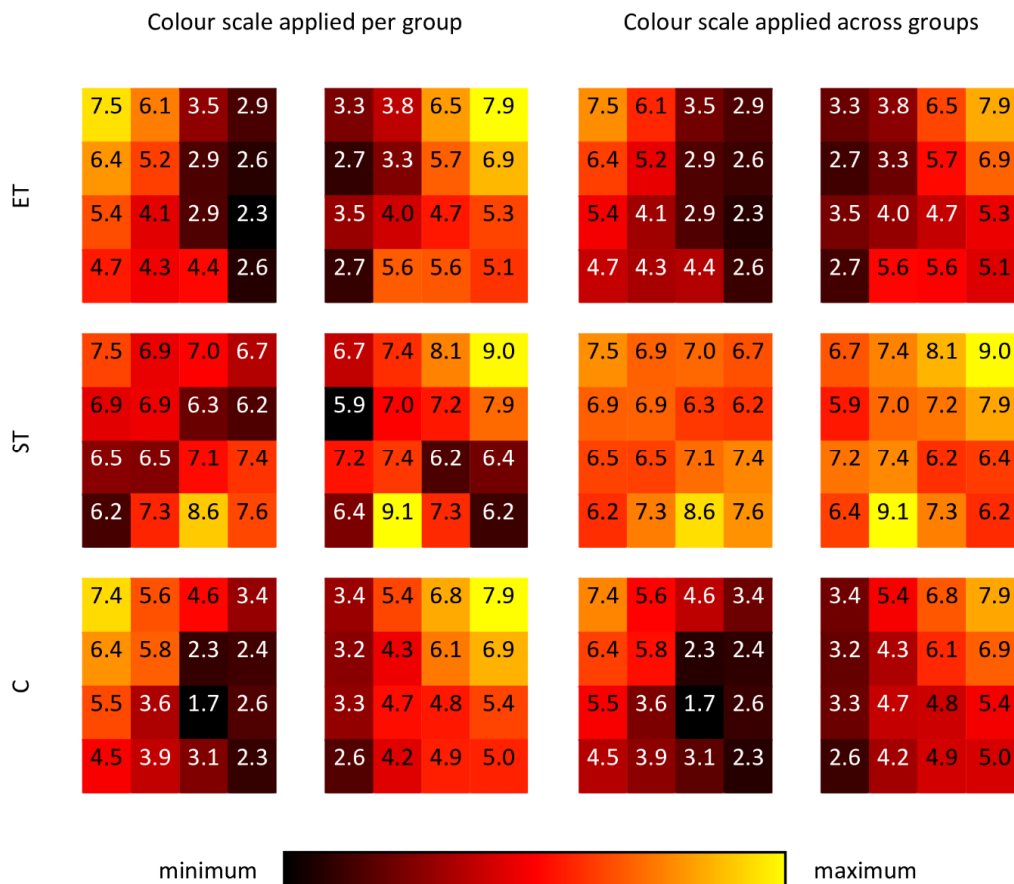 Colour scale applied per group Colour scale applied across groups
7.5 6.1 3.5 2.9 3.3 3.8 6.5 7.9 7.5 6.1 3.5 2.9 3.3 3.8 6.5 7.9
6.4 5.2 2.9 2.6 2.7 3.3 5.7 6.9 6.4 5.2 2.9 2.6 2.7 3.3 5.7 6.9
ET
5.4 4.1 2.9 2.3 3.5 4.0 4.7 5.3 5.4 4.1 2.9 2.3 3.5 4.0 4.7 5.3
4.7 4.3 4.4 2.6 2.7 5.6 5.6 5.1 4.7 4.3 4.4 2.6 2.7 5.6 5.6 5.1
7.5 6.9 7.0 6.7 6.7 7.4 8.1 9.0 7.5 6.9 7.0 6.7 6.7 7.4 8.1 9.0
6.9 6.9 6.3 6.2 5.9 7.0 7.2 7.9 6.9 6.9 6.3 6.2 5.9 7.0 7.2 7.9
ST
6.5 6.5 7.1 7.4 7.2 7.4 6.2 6.4 6.5 6.5 7.1 7.4 7.2 7.4 6.2 6.4
6.2 7.3 8.6 7.6 6.4 9.1 7.3 6.2 6.2 7.3 8.6 7.6 6.4 9.1 7.3 6.2
7.4 5.6 4.6 3.4 3.4 5.4 6.8 7.9 7.4 5.6 4.6 3.4 3.4 5.4 6.8 7.9
6.4 5.8 2.3 2.4 3.2 4.3 6.1 6.9 6.4 5.8 2.3 2.4 3.2 4.3 6.1 6.9
C
5.5 3.6 1.7 2.6 3.3 4.7 4.8 5.4 5.5 3.6 1.7 2.6 3.3 4.7 4.8 5.4
4.5 3.9 3.1 2.3 2.6 4.2 4.9 5.0 4.5 3.9 3.1 2.3 2.6 4.2 4.9 5.0
minimum maximum